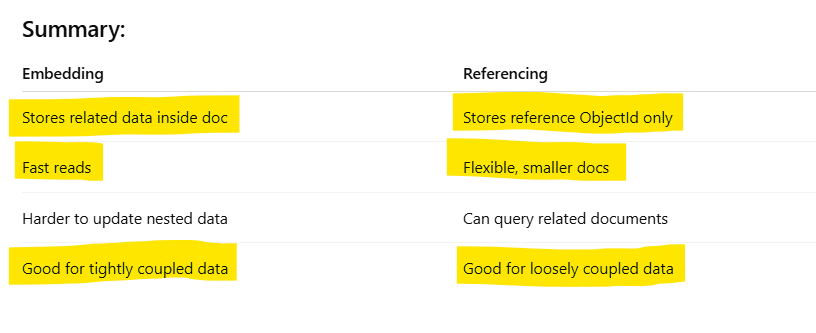 Summary:
Embedding Referencing
Stores related data inside doc Stores reference ObjectId only
Fast reads Flexible, smaller docs
Harder to update nested data Can query related documents
Good for tightly coupled data Good for loosely coupled data